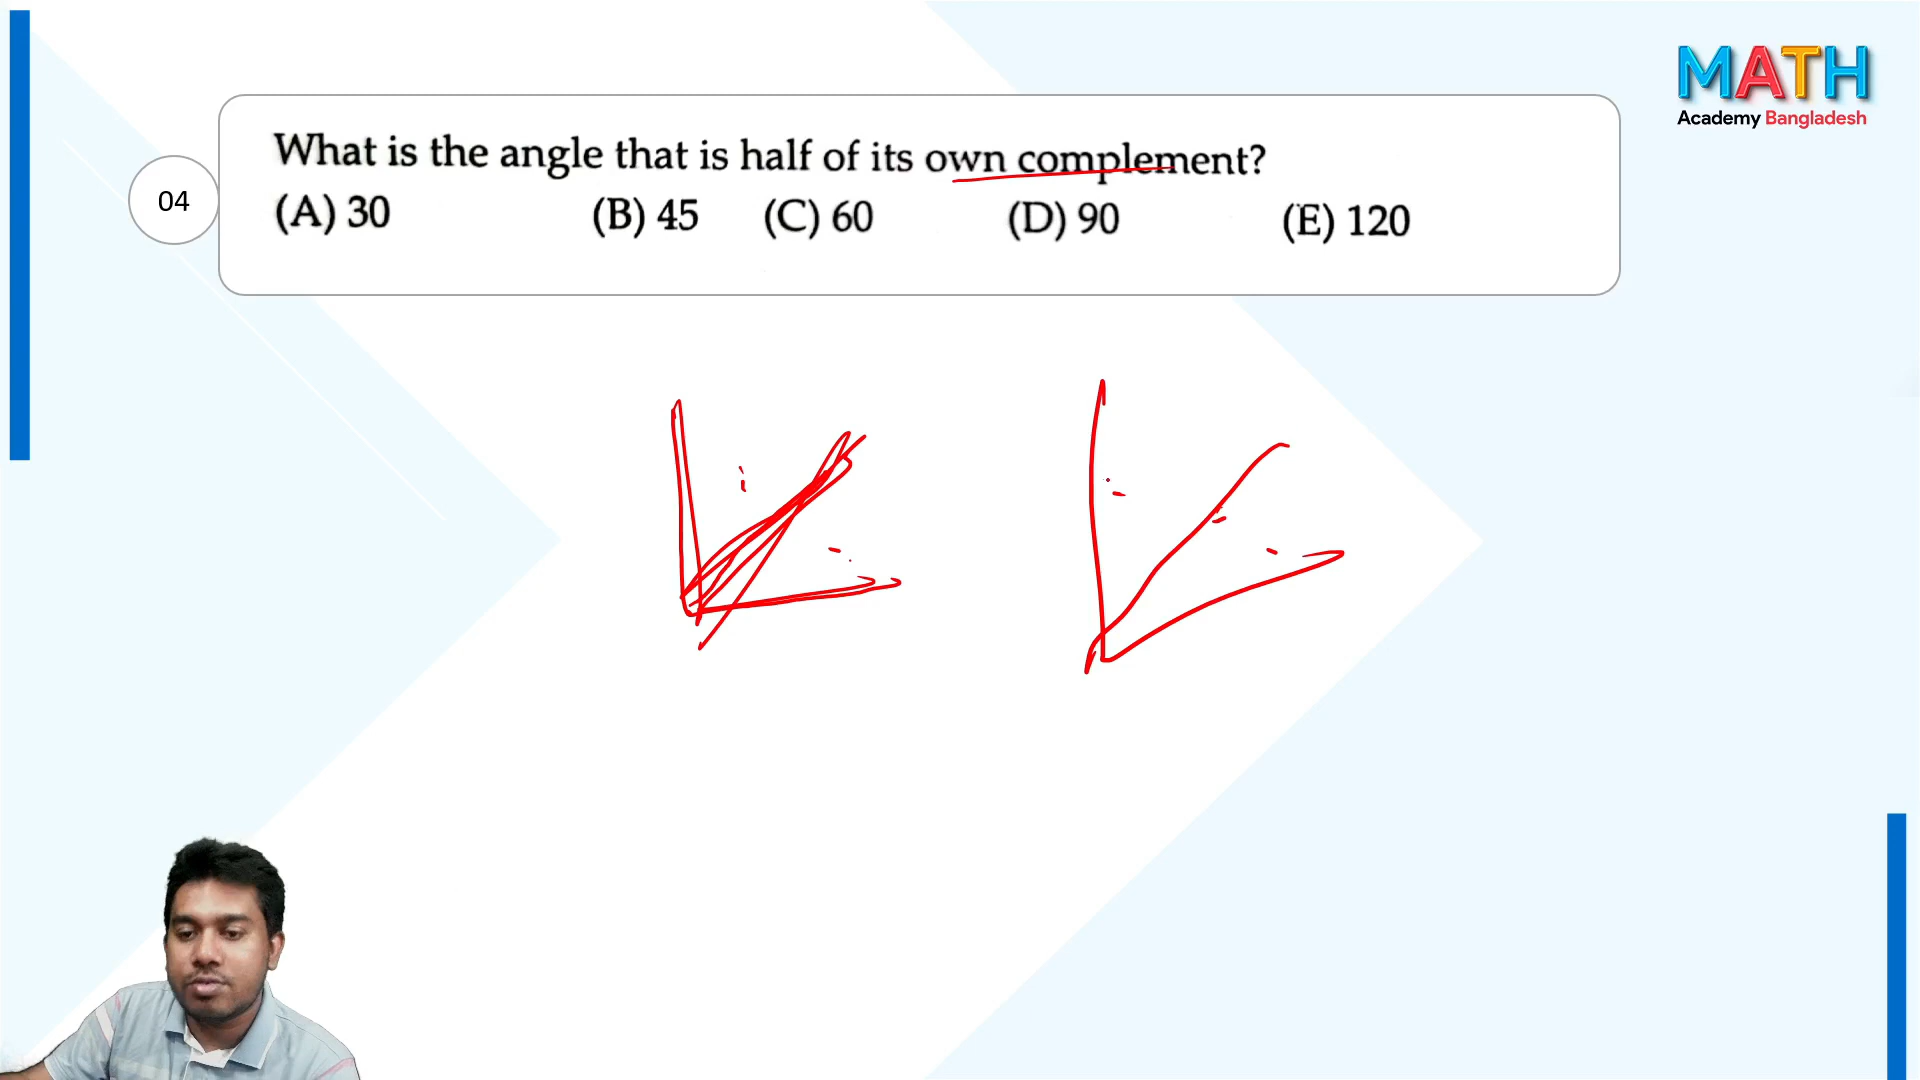 MATH
Academy Bangladesh
04
What is the angle that is half of its own complement?
(A) 30 (B) 45 (C) 60 (D) 90 (E) 120